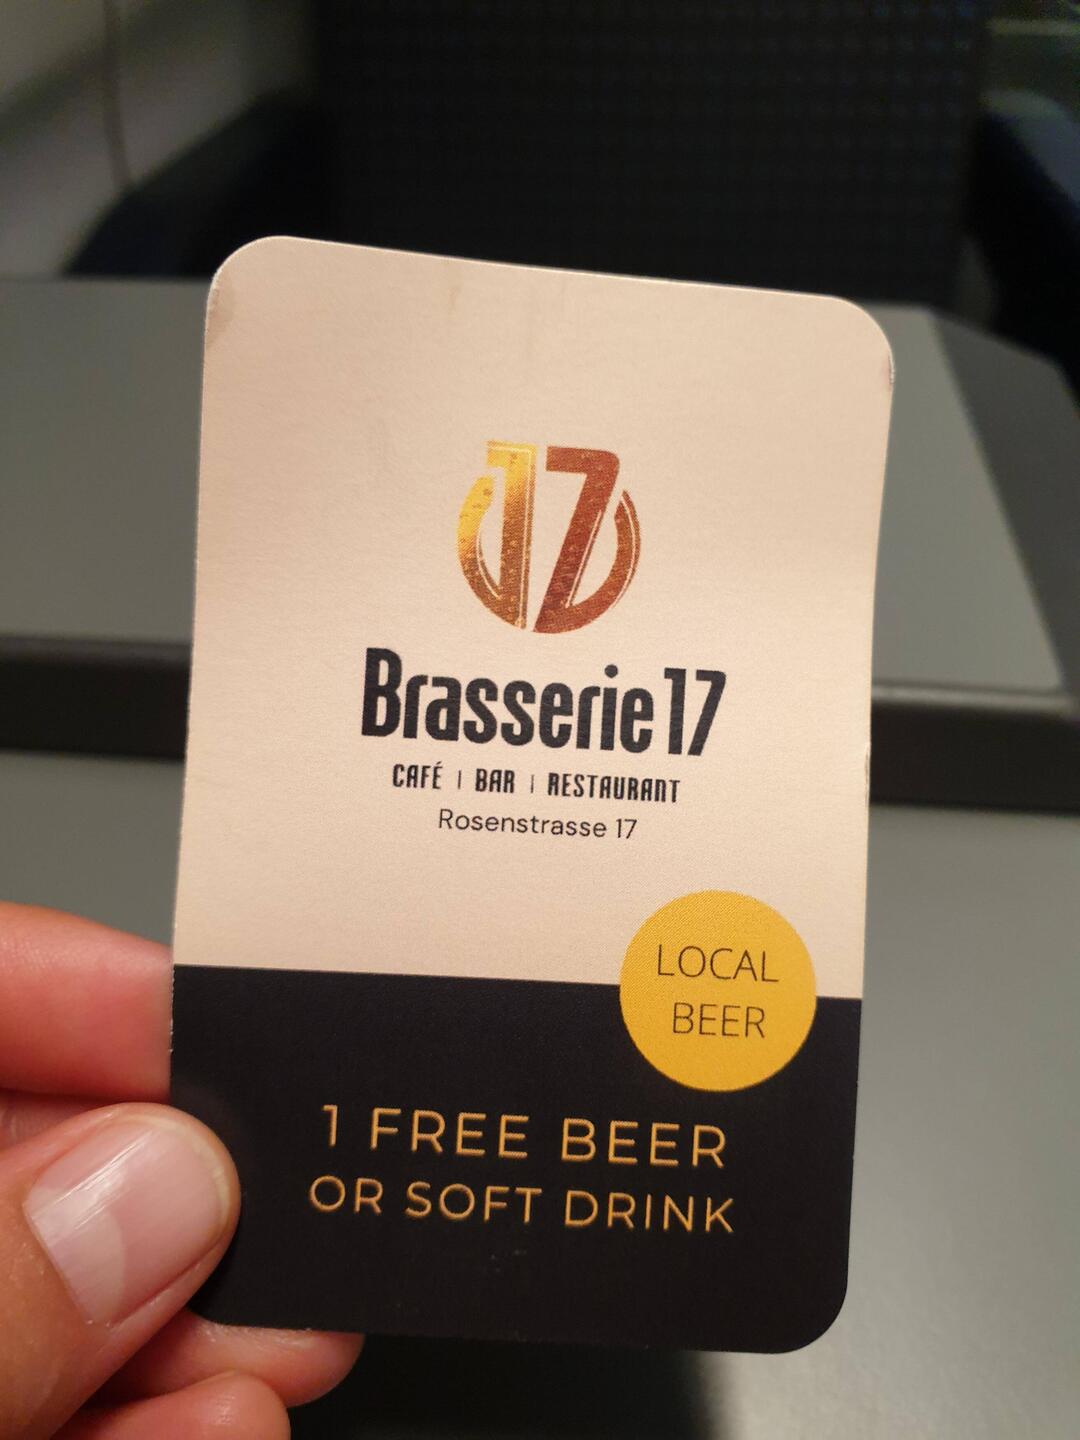 17
Brasserie 17
CAFÉ | BAR | RESTAURANT
Rosenstrasse 17
LOCAL
BEER
1 FREE BEER
OR SOFT DRINK